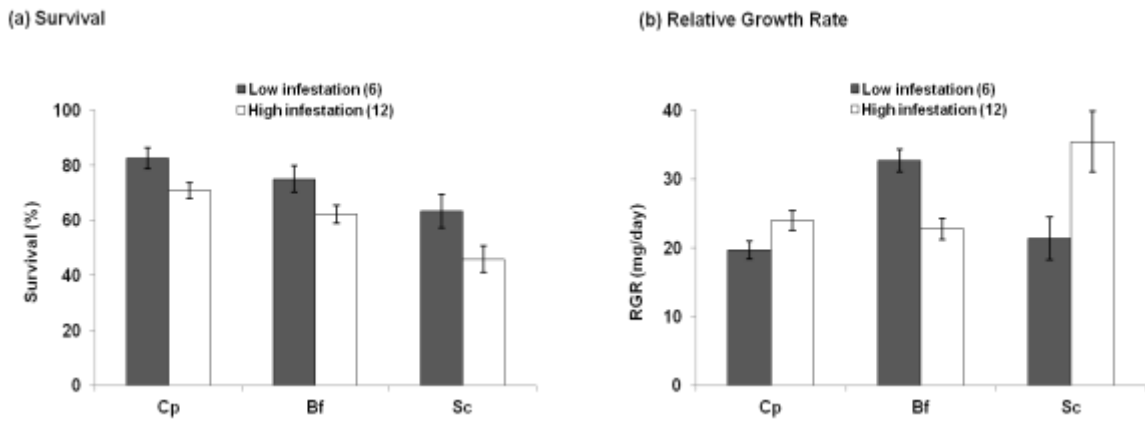 (a) Survival
Low infestation (6)
High infestation (12)
100
80
60
40
20
0
Survival (%)
Cp Bf Sc
(b) Relative Growth Rate
Low infestation (6)
High infestation (12)
40
30
20
10
0
RGR (mg/day)
Cp Bf Sc